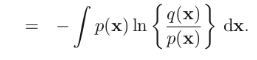 = − ∫ p(x) ln { q(x) / p(x) } dx.